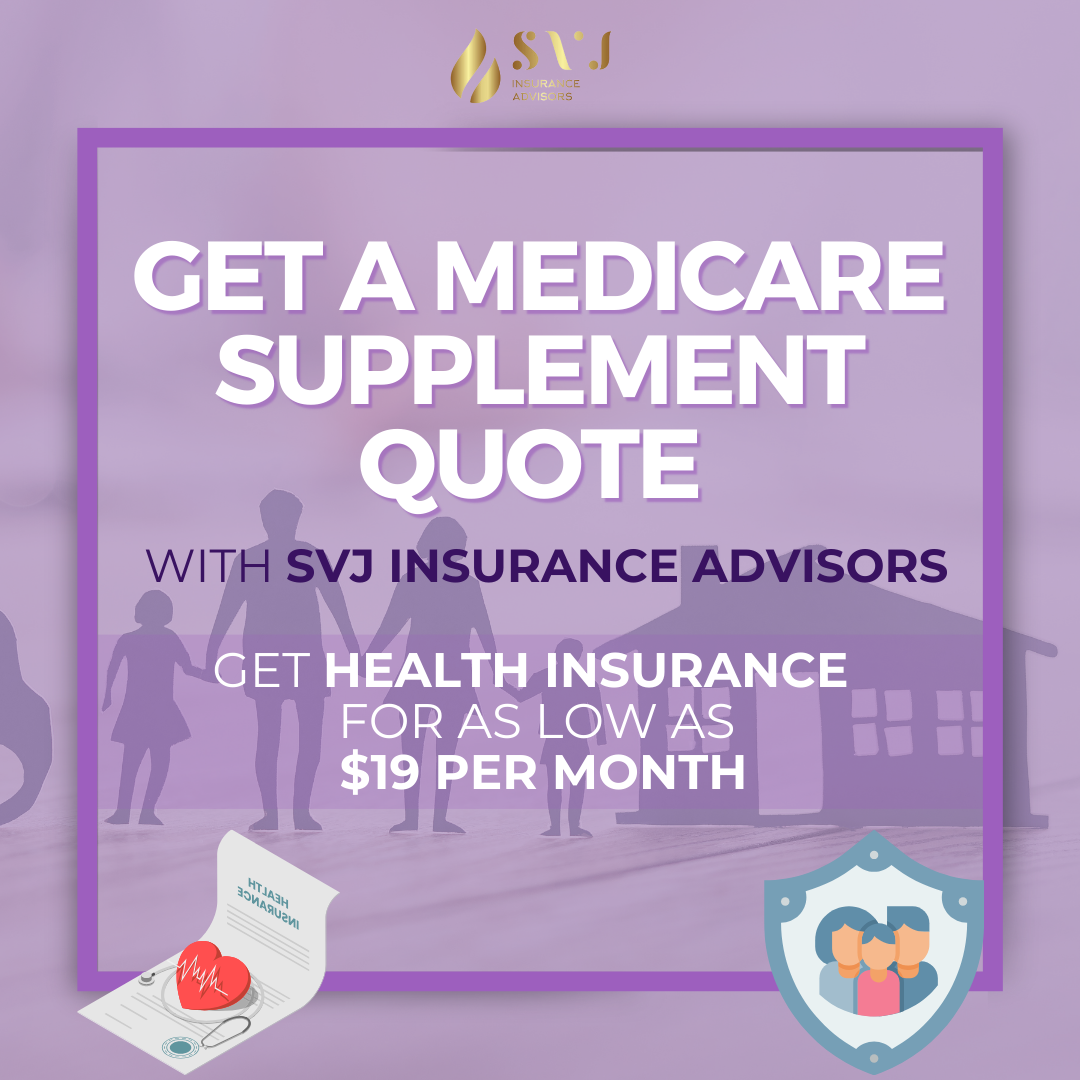 SVJ
INSURANCE
ADVISORS
GET A MEDICARE
SUPPLEMENT
QUOTE
WITH SVJ INSURANCE ADVISORS
GET HEALTH INSURANCE
FOR AS LOW AS
$19 PER MONTH
HEALTH
INSURANCE